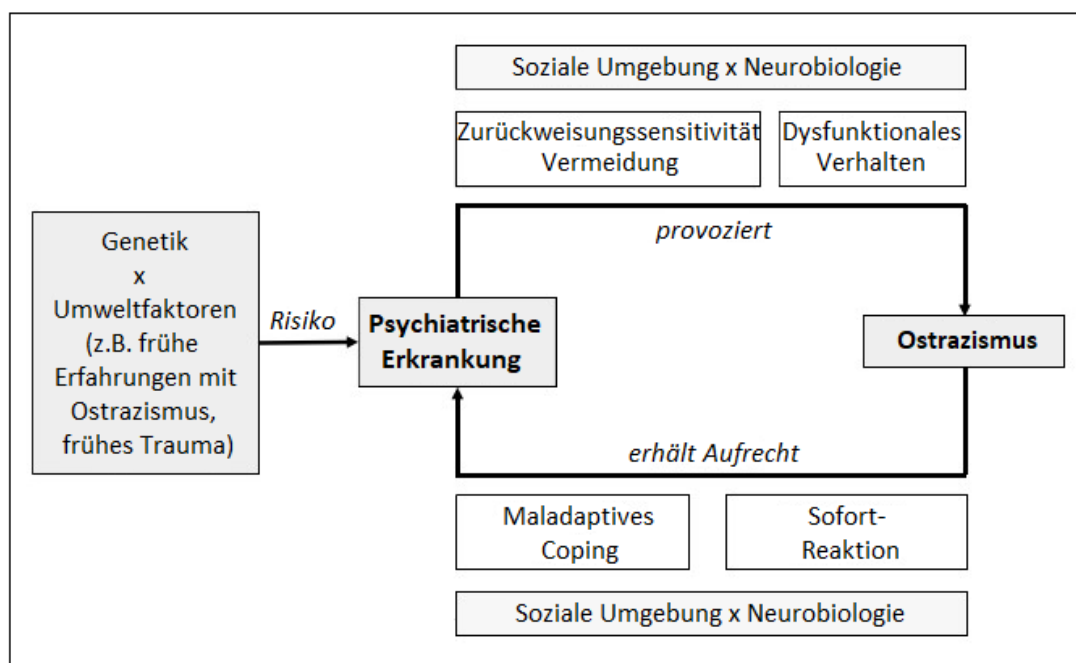 Soziale Umgebung x Neurobiologie
Zurückweisungssensitivität
Vermeidung
Dysfunktionales
Verhalten
provoziert
Genetik
x
Umweltfaktoren
(z.B. frühe
Erfahrungen mit
Ostrazismus,
frühes Trauma)
Risiko
Psychiatrische
Erkrankung
Ostrazismus
erhält Aufrecht
Maladaptives
Coping
Sofort-
Reaktion
Soziale Umgebung x Neurobiologie